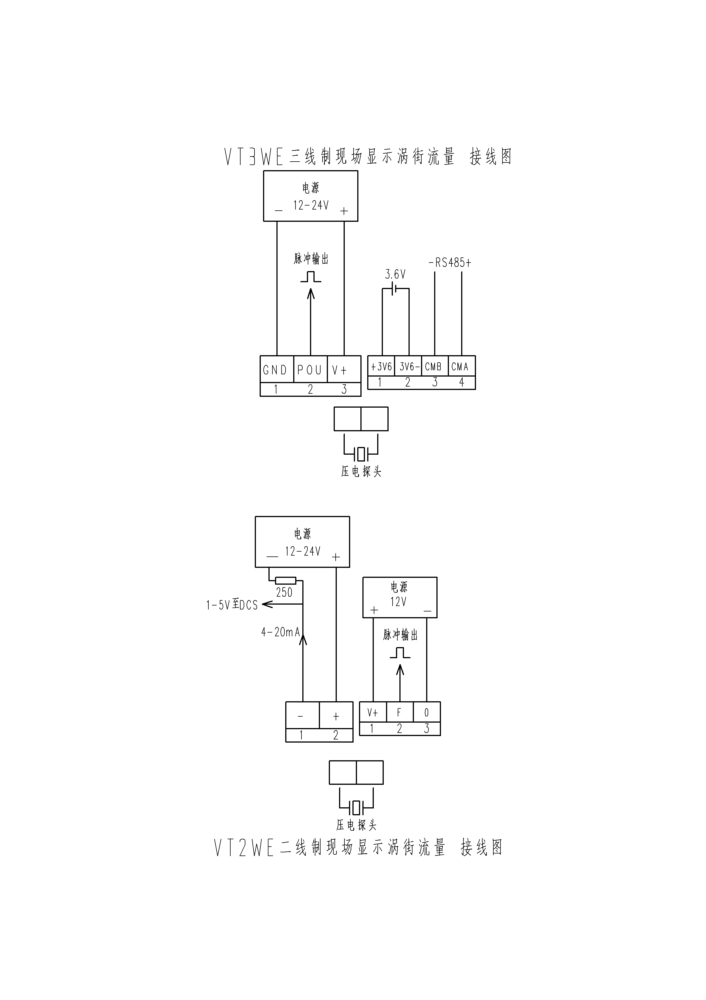 VT3WE三线制现场显示涡街流量 接线图
电源
12-24V
- +
脉冲输出
-RS485+
3.6V
GND POU V+
1 2 3
+3V6 3V6- CMB CMA
1 2 3 4
压电探头
电源
12-24V
— +
250
1-5V至DCS
4-20mA
电源
12V
+ —
脉冲输出
- +
1 2
V+ F 0
1 2 3
压电探头
VT2WE二线制现场显示涡街流量 接线图